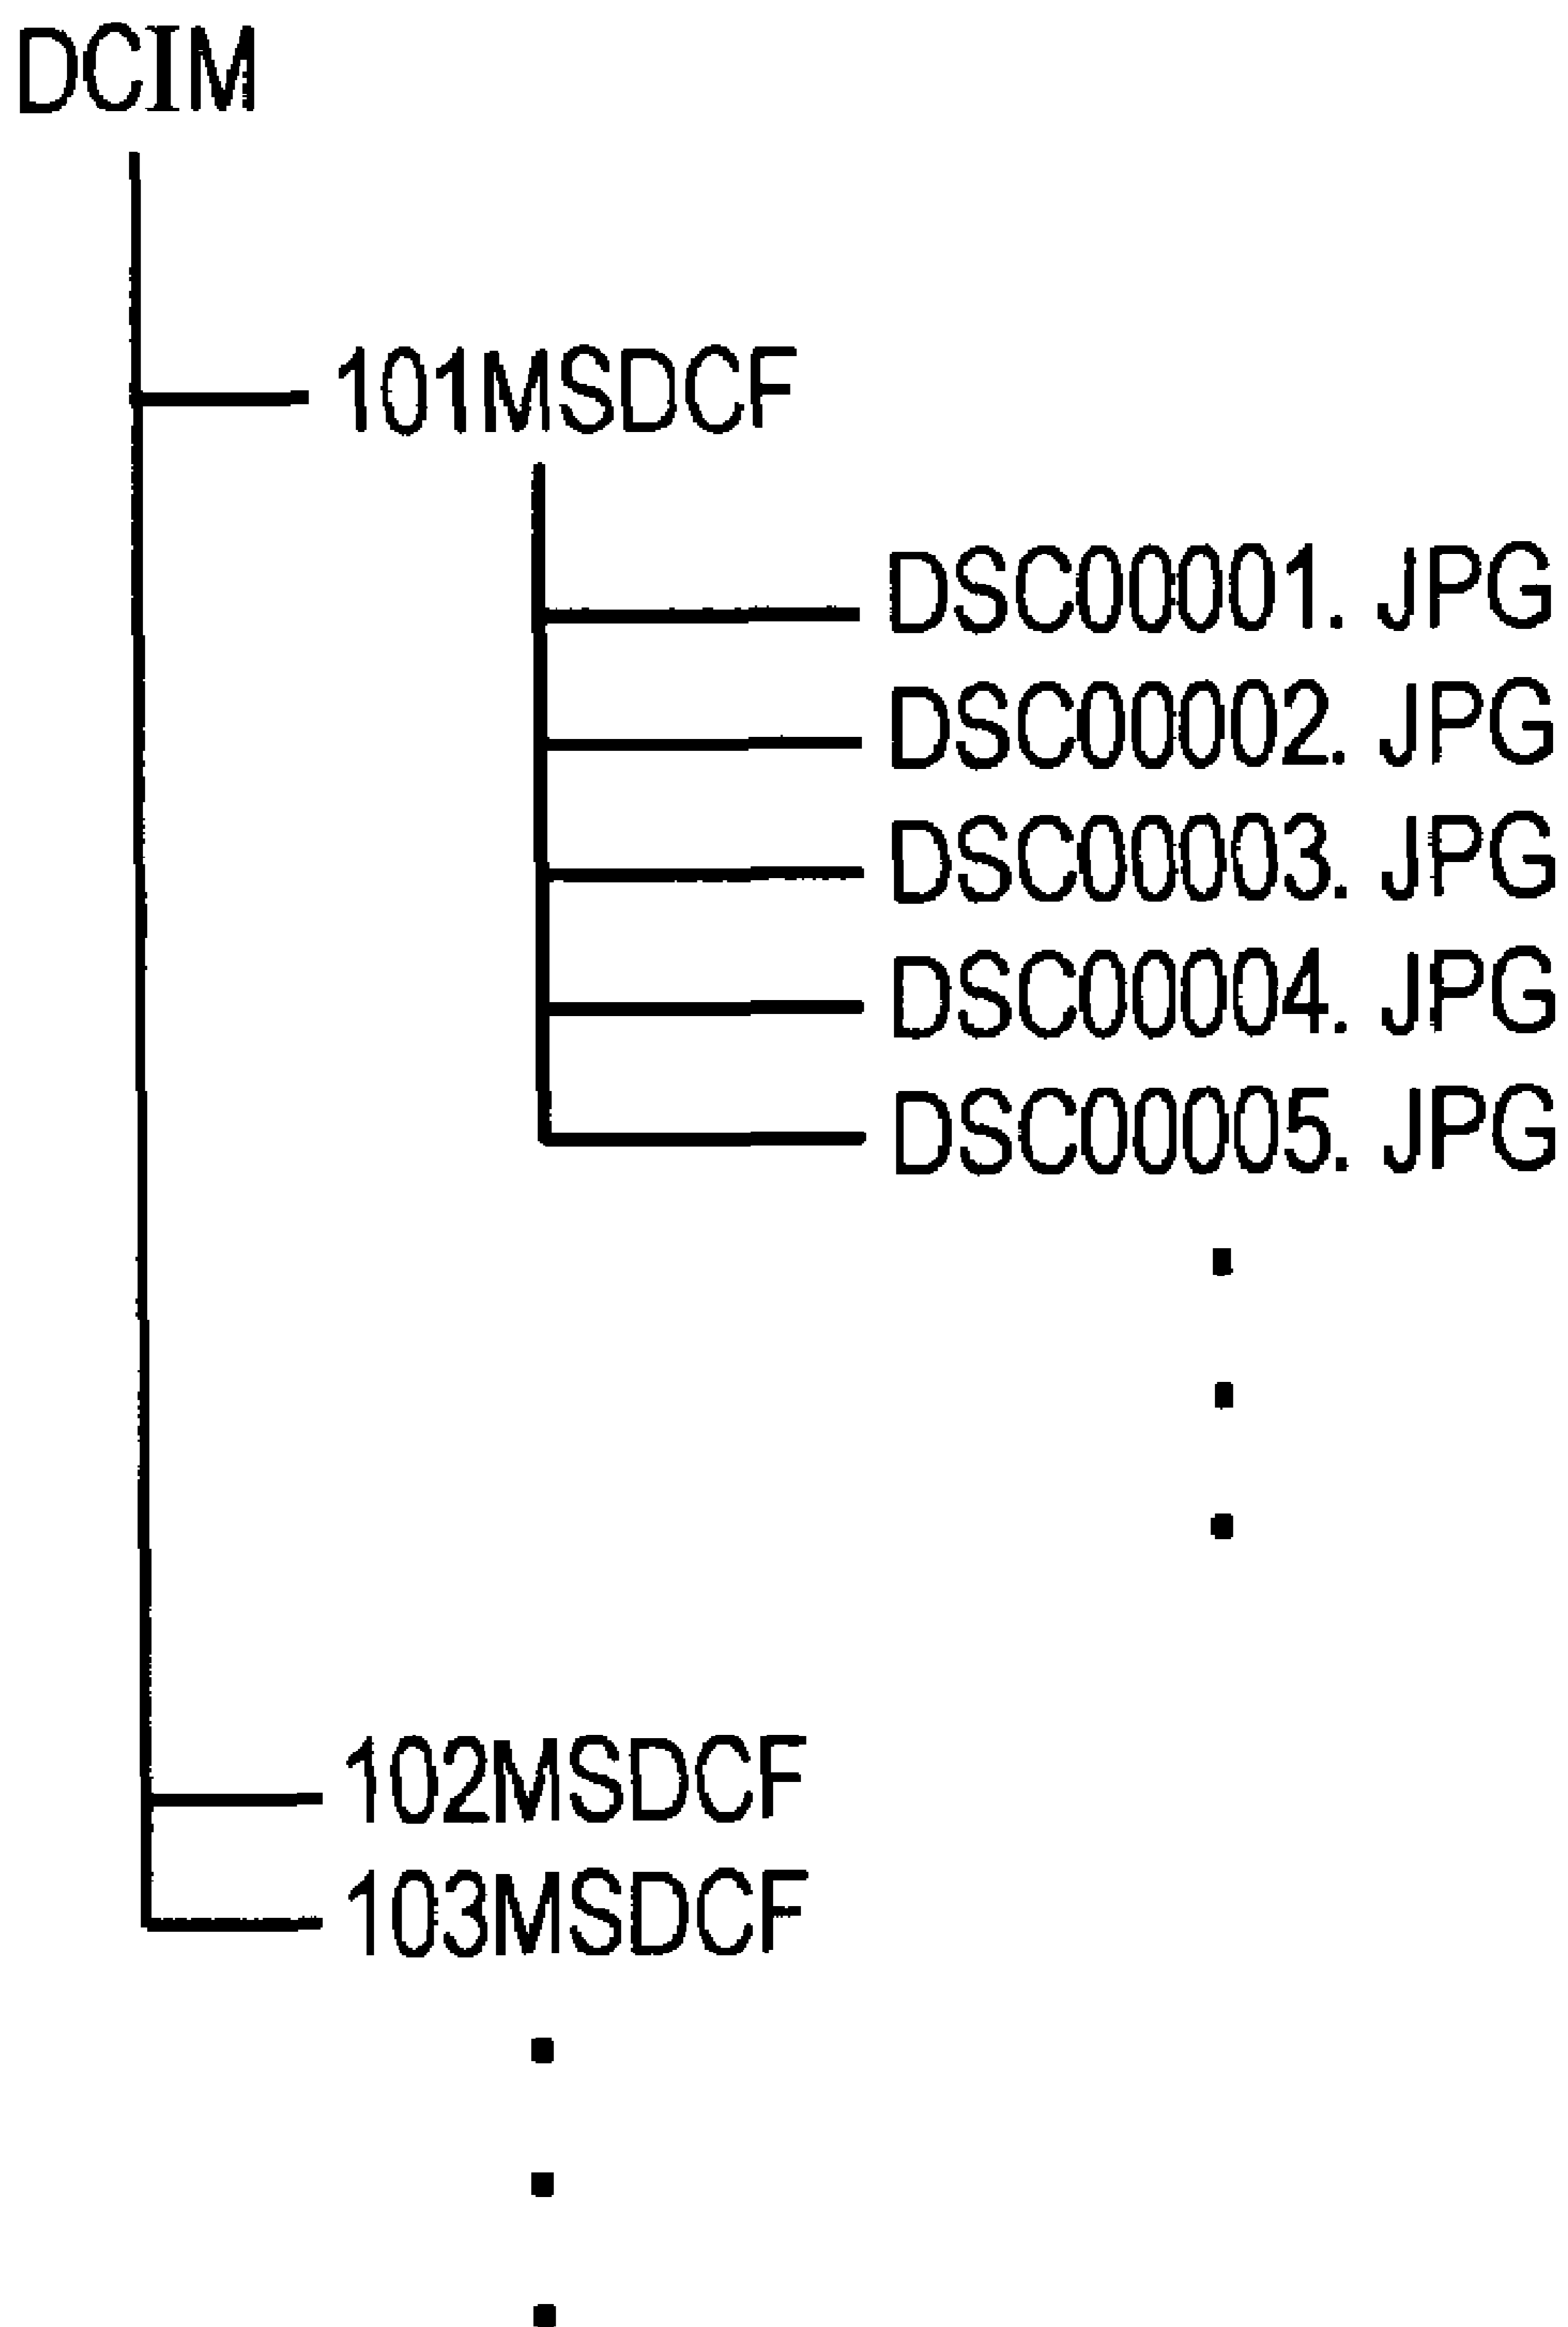 DCIM
101MSDCF
DSC00001. JPG
DSC00002. JPG
DSC00003. JPG
DSC00004. JPG
DSC00005. JPG
102MSDCF
103MSDCF